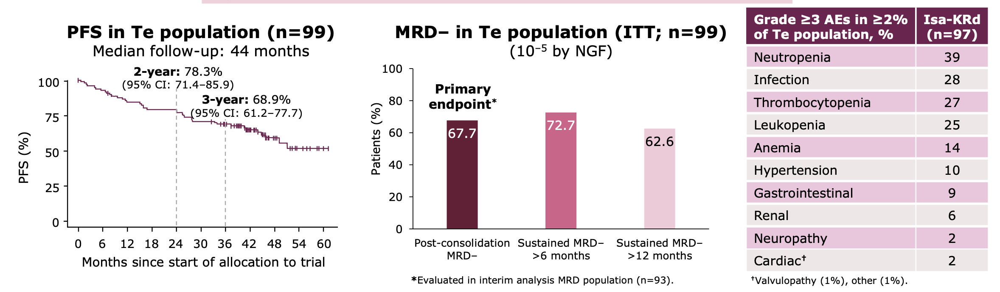 PFS in Te population (n=99)
Median follow-up: 44 months
2-year: 78.3%
(95% CI: 71.4–85.9)
3-year: 68.9%
(95% CI: 61.2–77.7)
PFS (%)
100
75
50
25
0
0 6 12 18 24 30 36 42 48 54 60
Months since start of allocation to trial
MRD– in Te population (ITT; n=99)
(10⁻⁵ by NGF)
Patients (%)
100
80
60
40
20
0
Primary
endpoint*
67.7
72.7
62.6
Post-consolidation
MRD–
Sustained MRD–
>6 months
Sustained MRD–
>12 months
*Evaluated in interim analysis MRD population (n=93).
Grade ≥3 AEs in ≥2%
of Te population, %
Isa-KRd
(n=97)
Neutropenia 39
Infection 28
Thrombocytopenia 27
Leukopenia 25
Anemia 14
Hypertension 10
Gastrointestinal 9
Renal 6
Neuropathy 2
Cardiac† 2
†Valvulopathy (1%), other (1%).